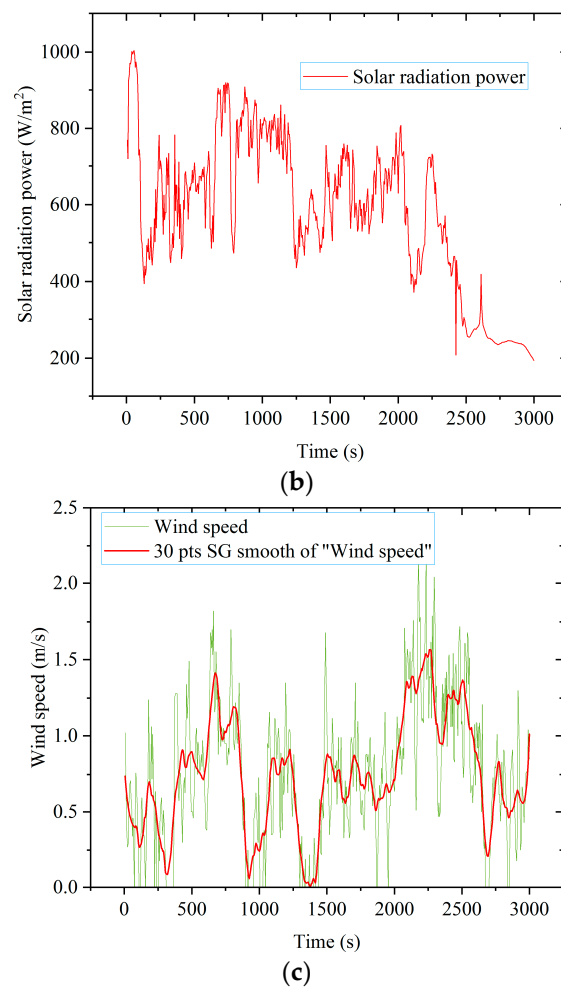 1000
800
600
400
200
Solar radiation power (W/m²)
Solar radiation power
0 500 1000 1500 2000 2500 3000
Time (s)
(b)
2.5
2.0
1.5
1.0
0.5
0.0
Wind speed (m/s)
Wind speed
30 pts SG smooth of "Wind speed"
0 500 1000 1500 2000 2500 3000
Time (s)
(c)